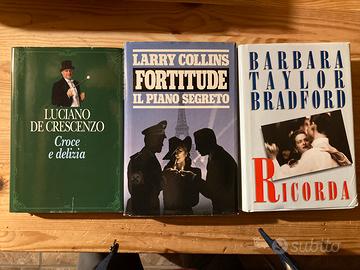 LUCIANO
DE CRESCENZO
Croce
e delizia
LARRY COLLINS
FORTITUDE
IL PIANO SEGRETO
BARBARA
TAYLOR
BRADFORD
RICORDA
subito